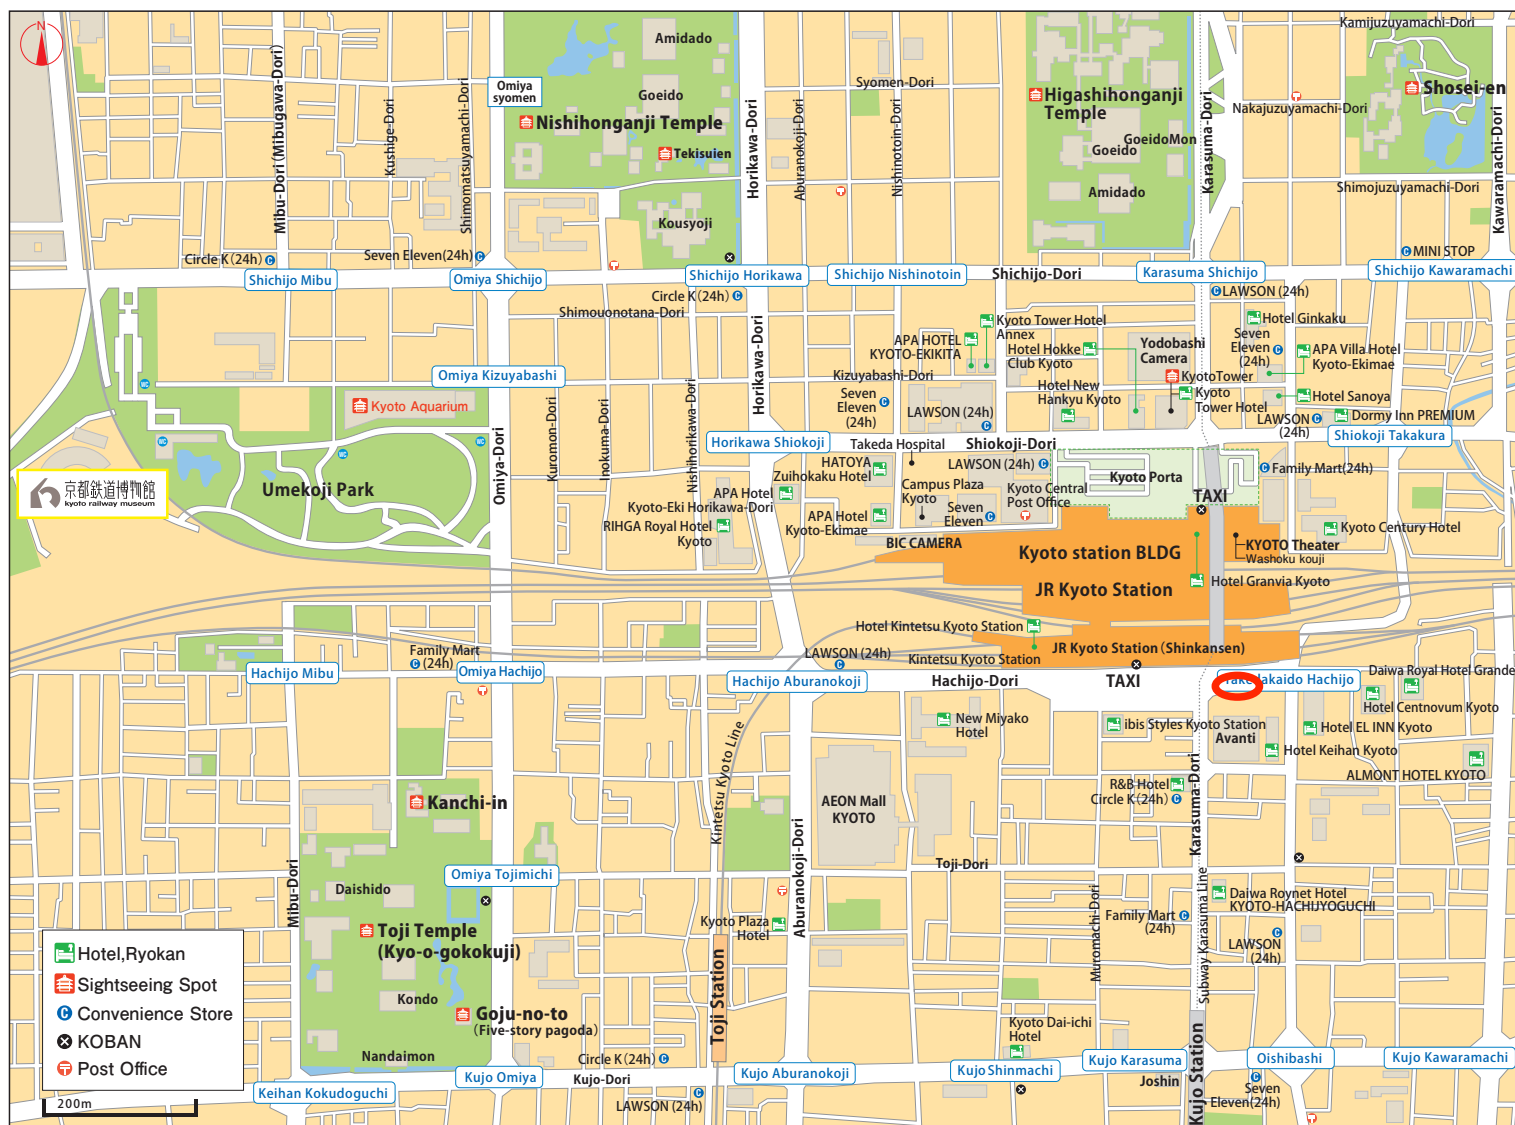 Kamijuzuyamachi-Dori
Amidado
Syomen-Dori
Omiya
syomen
Goeido
Higashihonganji
Temple
Shosei-en
Nakajuzuyamachi-Dori
Nishihonganji Temple
GoeidoMon
Goeido
Tekisuien
Amidado
Shimojuzuyamachi-Dori
Kousyoji
Mibu-Dori (Mibugawa-Dori)
Kushige-Dori
Shimomatsuyamachi-Dori
Horikawa-Dori
Aburanokoji-Dori
Nishinotoin-Dori
Karasuma-Dori
Kawaramachi-Dori
Circle K (24h)
Seven Eleven(24h)
MINI STOP
Shichijo Mibu
Omiya Shichijo
Shichijo Horikawa
Shichijo Nishinotoin
Shichijo-Dori
Karasuma Shichijo
Shichijo Kawaramachi
Circle K (24h)
LAWSON (24h)
Shimouonotana-Dori
Kyoto Tower Hotel
Annex
Hotel Ginkaku
APA HOTEL
KYOTO-EKIKITA
Hotel Hokke
Club Kyoto
Yodobashi
Camera
Seven
Eleven
(24h)
APA Villa Hotel
Kyoto-Ekimae
Horikawa-Dori
Omiya Kizuyabashi
Kizuyabashi-Dori
KyotoTower
Hotel New
Hankyu Kyoto
Kyoto
Tower Hotel
Hotel Sanoya
Kyoto Aquarium
Seven
Eleven
(24h)
LAWSON (24h)
LAWSON
(24h)
Dormy Inn PREMIUM
Horikawa Shiokoji
Takeda Hospital
Shiokoji-Dori
Shiokoji Takakura
Omiya-Dori
Kuromon-Dori
Inokuma-Dori
Nishihorikawa-Dori
HATOYA
Zuihokaku Hotel
LAWSON (24h)
Family Mart(24h)
Kyoto Porta
京都鉄道博物館
kyoto railway museum
Umekoji Park
APA Hotel
Kyoto-Eki Horikawa-Dori
Campus Plaza
Kyoto
Kyoto Central
Post Office
TAXI
RIHGA Royal Hotel
Kyoto
APA Hotel
Kyoto-Ekimae
Seven
Eleven
Kyoto Century Hotel
BIC CAMERA
Kyoto station BLDG
KYOTO Theater
Washoku kouji
JR Kyoto Station
Hotel Granvia Kyoto
Hotel Kintetsu Kyoto Station
Family Mart
(24h)
LAWSON (24h)
Kintetsu Kyoto Station
JR Kyoto Station (Shinkansen)
Hachijo Mibu
Omiya Hachijo
Hachijo Aburanokoji
Hachijo-Dori
TAXI
Hachijo
Daiwa Royal Hotel Grande
Hotel Centnovum Kyoto
New Miyako
Hotel
ibis Styles Kyoto Station
Avanti
Hotel EL INN Kyoto
Hotel Keihan Kyoto
ALMONT HOTEL KYOTO
Kintetsu Kyoto Line
Karasuma-Dori
R&B Hotel
Circle K (24h)
Kanchi-in
AEON Mall
KYOTO
Aburanokoji-Dori
Toji-Dori
Mibu-Dori
Omiya Tojimichi
Daishido
Muromachi-Dori
Subway Karasuma Line
Daiwa Roynet Hotel
KYOTO-HACHIJYOGUCHI
Kyoto Plaza
Hotel
Family Mart
(24h)
Toji Temple
(Kyo-o-gokokuji)
LAWSON
(24h)
Hotel,Ryokan
Sightseeing Spot
Convenience Store
KOBAN
Post Office
200m
Kondo
Goju-no-to
(Five-story pagoda)
Toji Station
Kyoto Dai-ichi
Hotel
Nandaimon
Circle K (24h)
Kujo Karasuma
Oishibashi
Kujo Kawaramachi
Keihan Kokudoguchi
Kujo Omiya
Kujo-Dori
Kujo Aburanokoji
Kujo Shinmachi
Joshin
Kujo Station
LAWSON (24h)
Seven
Eleven(24h)